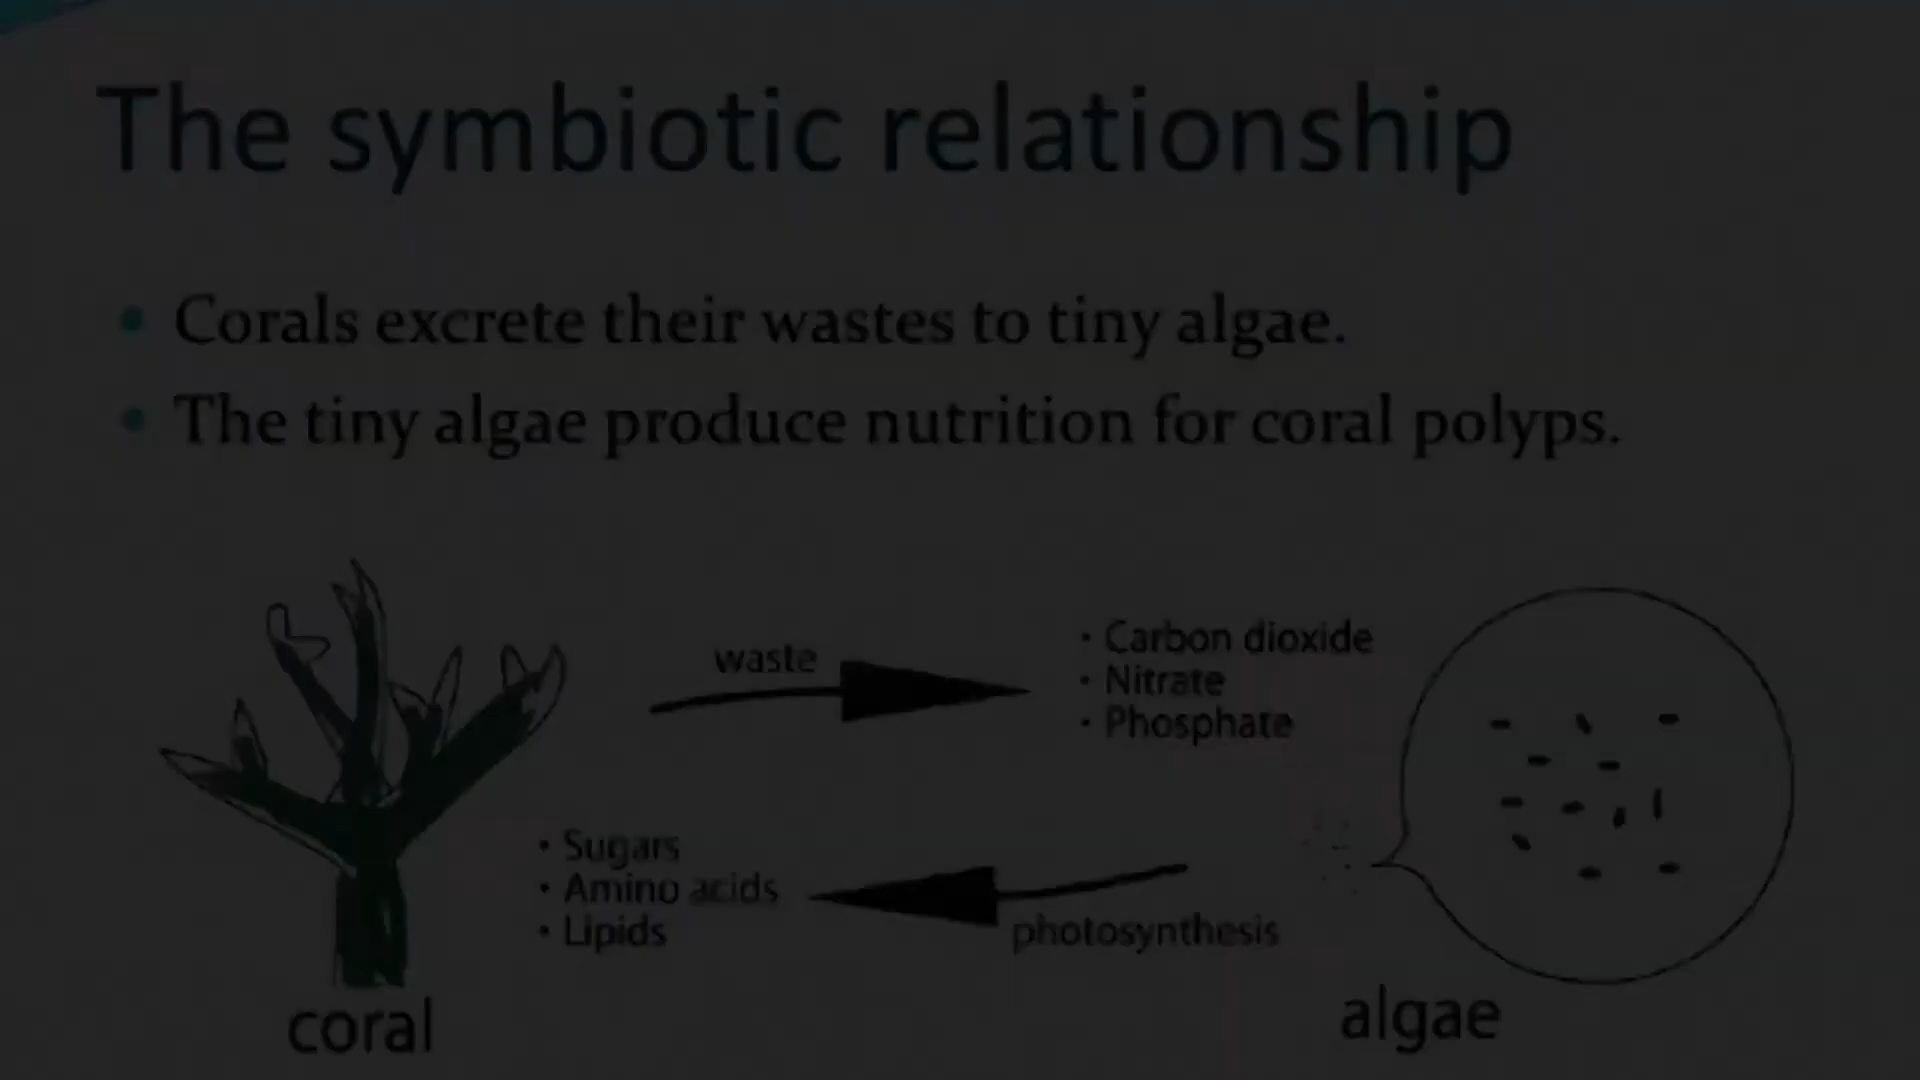 The symbiotic relationship
• Corals excrete their wastes to tiny algae.
• The tiny algae produce nutrition for coral polyps.
waste
• Carbon dioxide
• Nitrate
• Phosphate
• Sugars
• Amino acids
• Lipids
photosynthesis
coral
algae